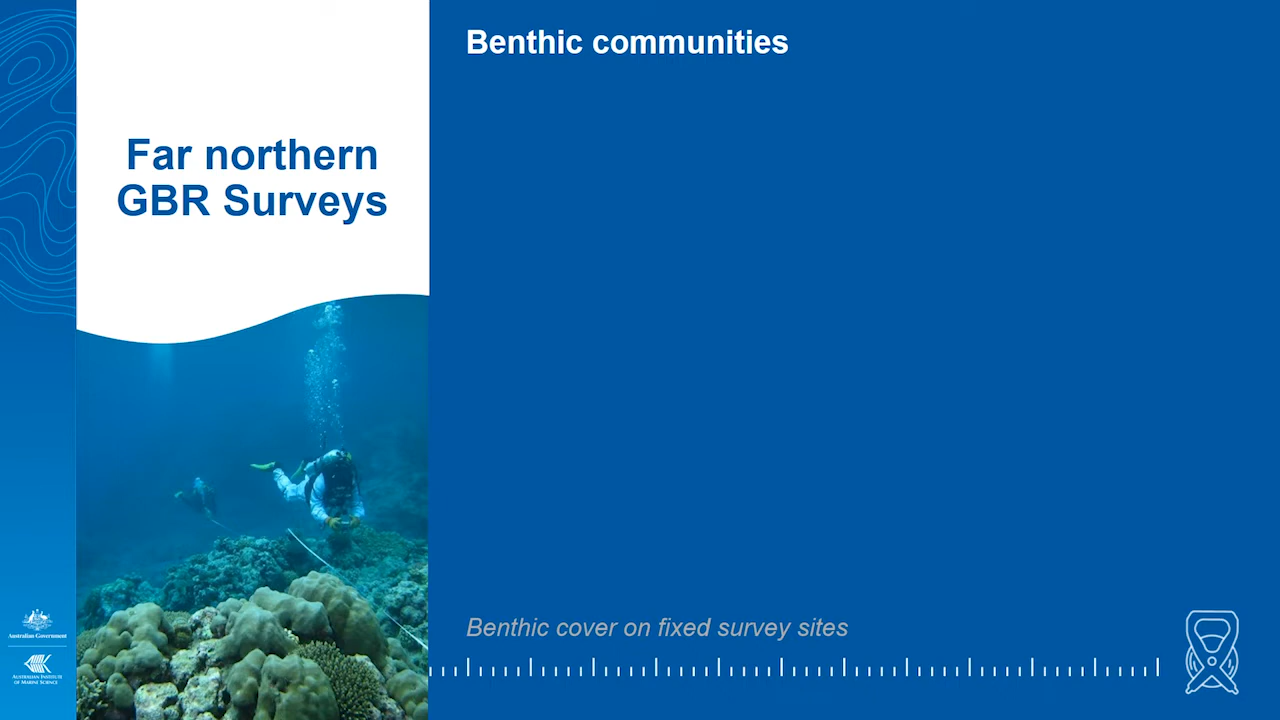 Benthic communities
Far northern
GBR Surveys
Benthic cover on fixed survey sites
Australian Government
AUSTRALIAN INSTITUTE
OF MARINE SCIENCE